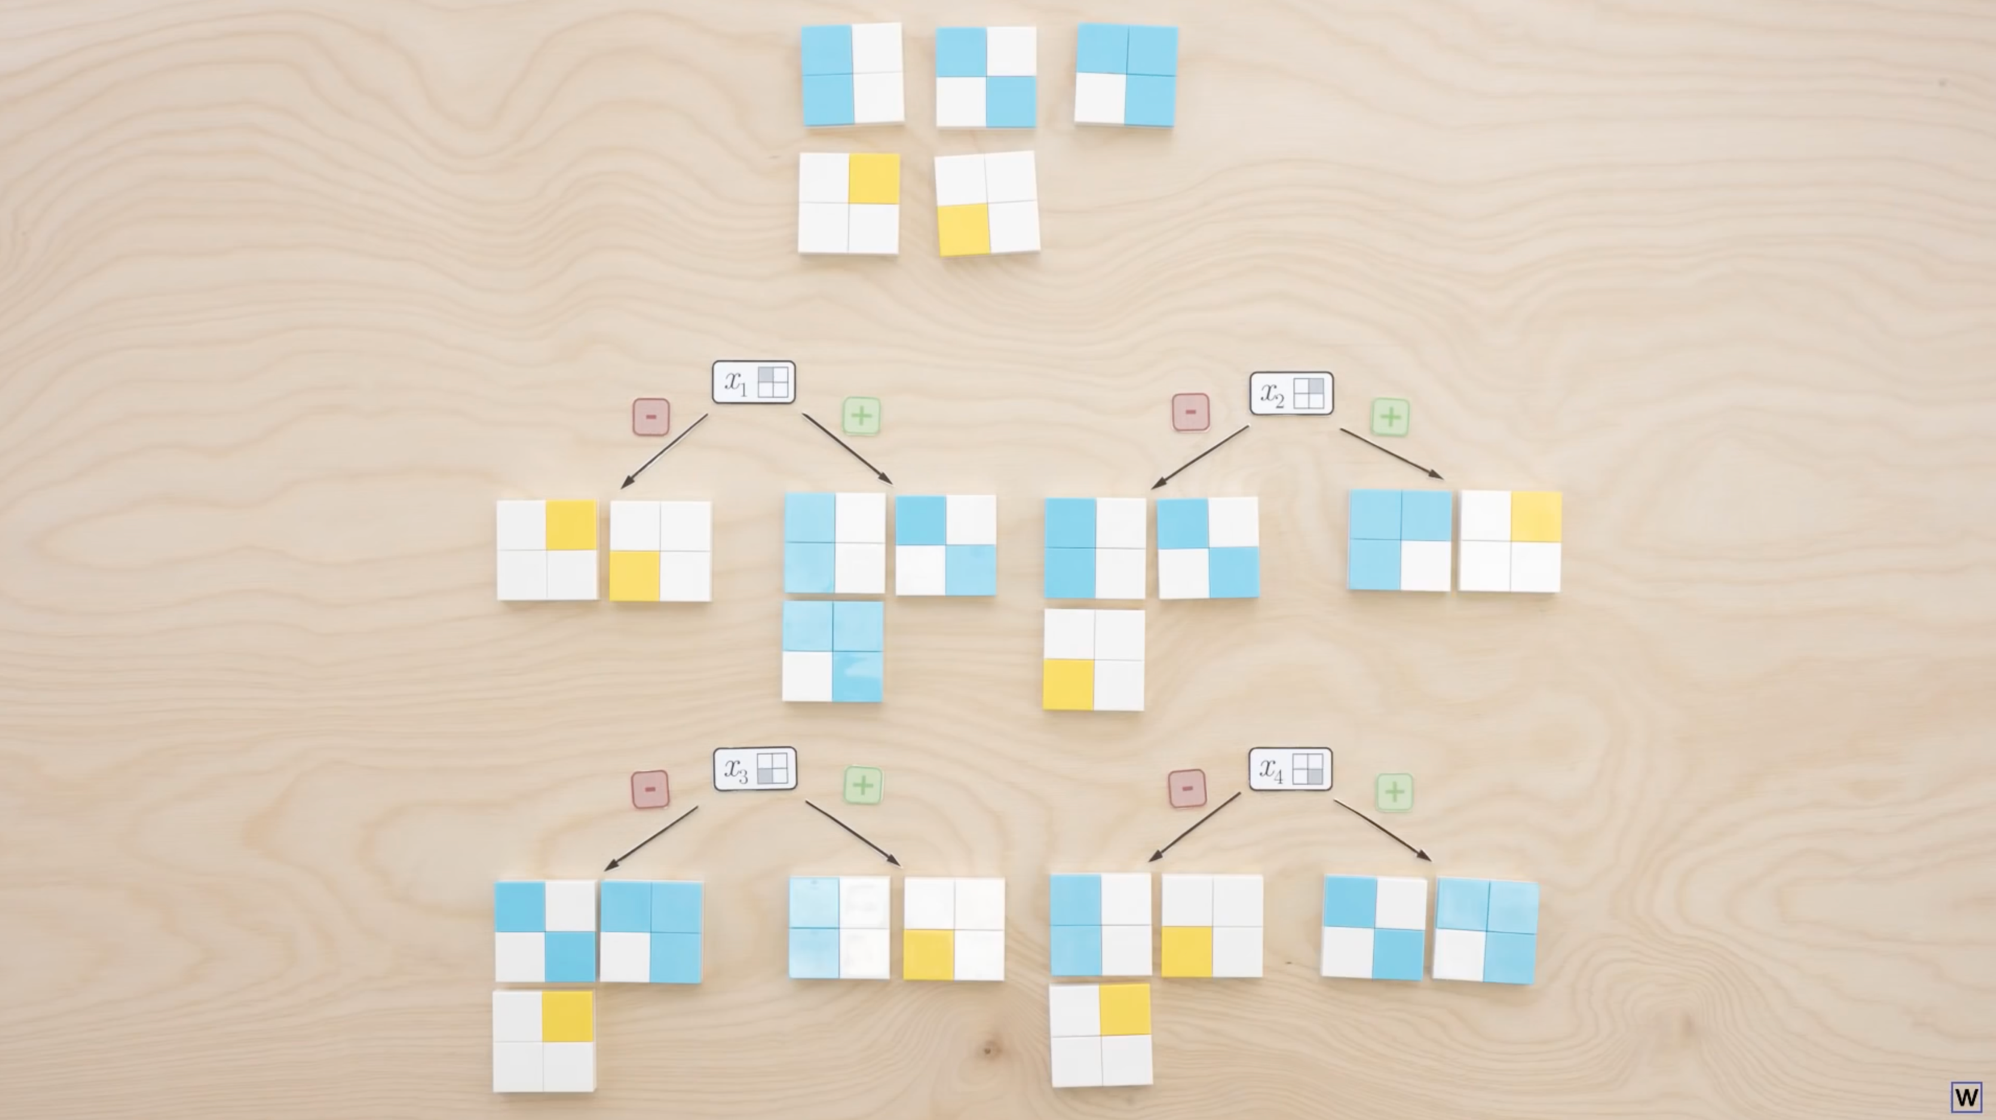 x₁
- +
x₂
- +
x₃
- +
x₄
- +
W